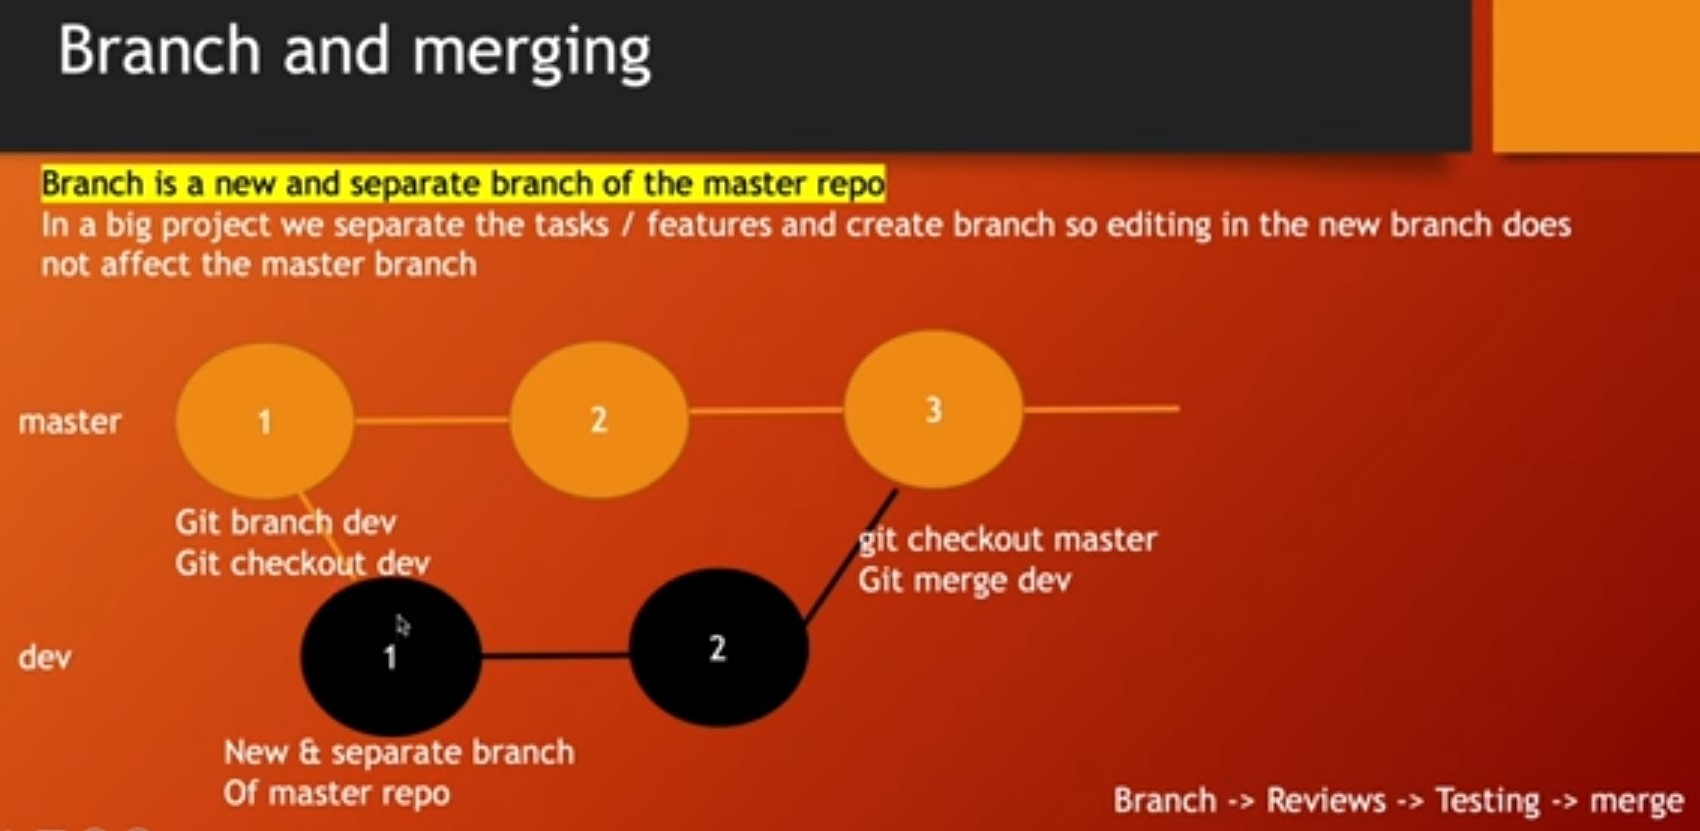 Branch and merging
Branch is a new and separate branch of the master repo
In a big project we separate the tasks / features and create branch so editing in the new branch does
not affect the master branch
master
1
2
3
Git branch dev
Git checkout dev
git checkout master
Git merge dev
dev
1
2
New & separate branch
Of master repo
Branch -> Reviews -> Testing -> merge